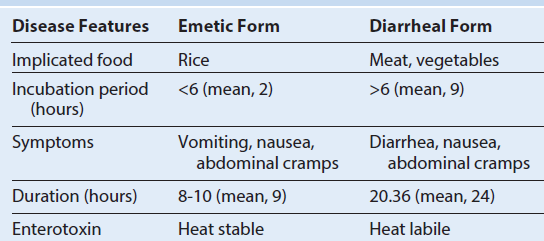 Disease Features Emetic Form Diarrheal Form
Implicated food Rice Meat, vegetables
Incubation period <6 (mean, 2) >6 (mean, 9)
(hours)
Symptoms Vomiting, nausea, Diarrhea, nausea,
abdominal cramps abdominal cramps
Duration (hours) 8-10 (mean, 9) 20.36 (mean, 24)
Enterotoxin Heat stable Heat labile